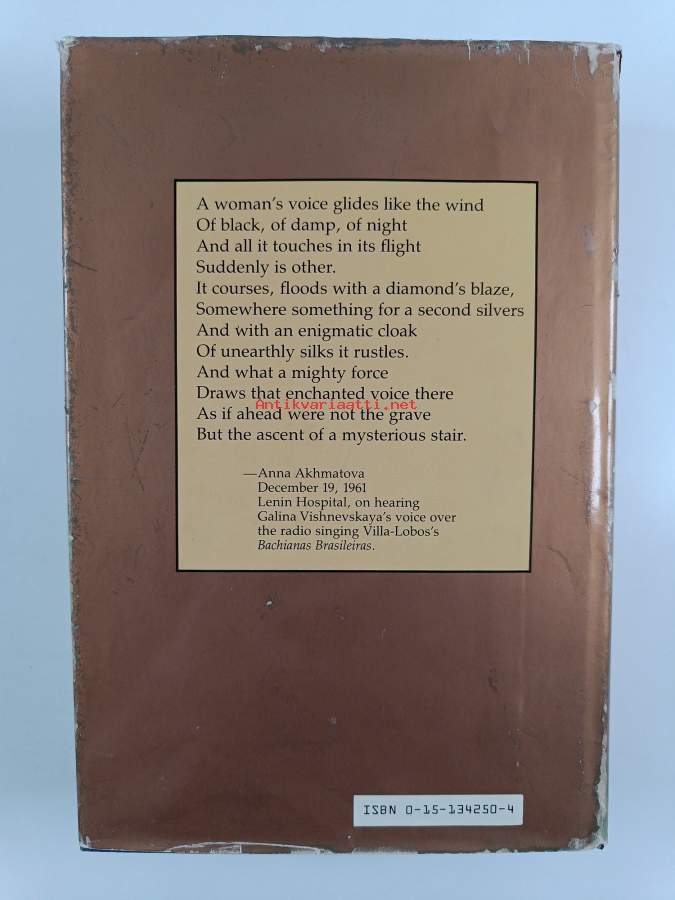 A woman's voice glides like the wind
Of black, of damp, of night
And all it touches in its flight
Suddenly is other.
It courses, floods with a diamond's blaze,
Somewhere something for a second silvers
And with an enigmatic cloak
Of unearthly silks it rustles.
And what a mighty force
Draws that enchanted voice there
Antikvariaatti.net
As if ahead were not the grave
But the ascent of a mysterious stair.
—Anna Akhmatova
December 19, 1961
Lenin Hospital, on hearing
Galina Vishnevskaya's voice over
the radio singing Villa-Lobos's
Bachianas Brasileiras.
ISBN 0-15-134250-4